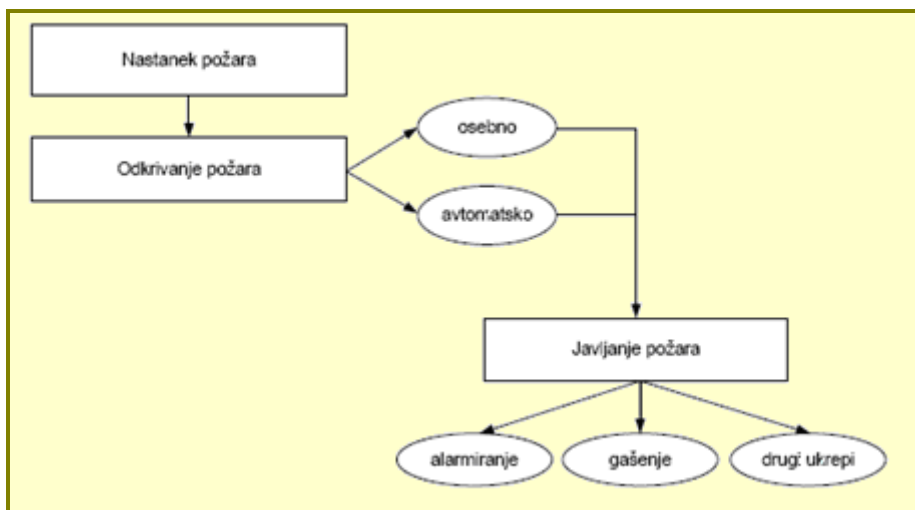 Nastanek požara
Odkrivanje požara
osebno
avtomatsko
Javljanje požara
alarmiranje
gašenje
drugi ukrepi